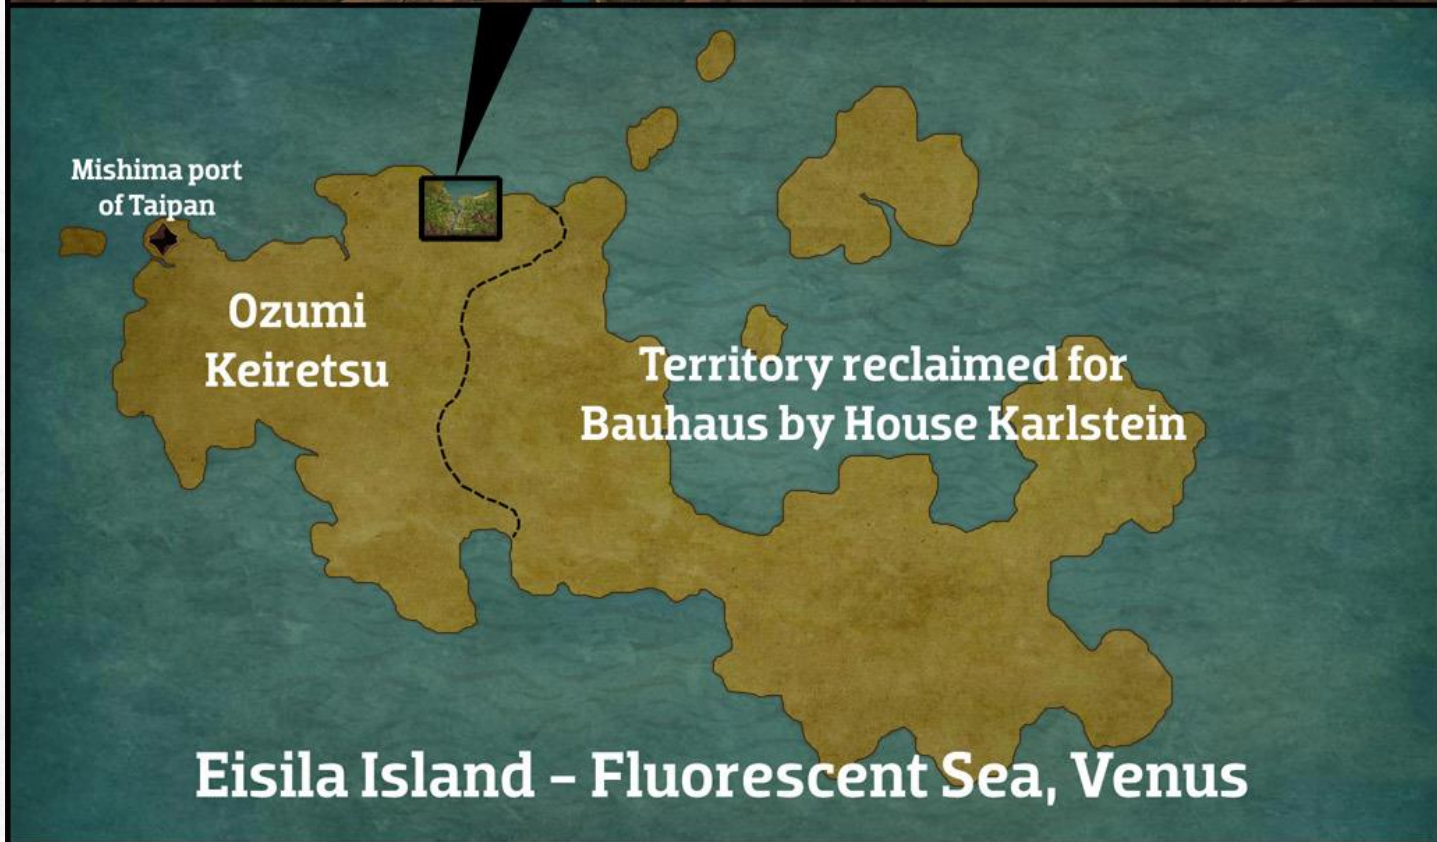 Mishima port
of Taipan
Ozumi
Keiretsu
Territory reclaimed for
Bauhaus by House Karlstein
Eisila Island – Fluorescent Sea, Venus